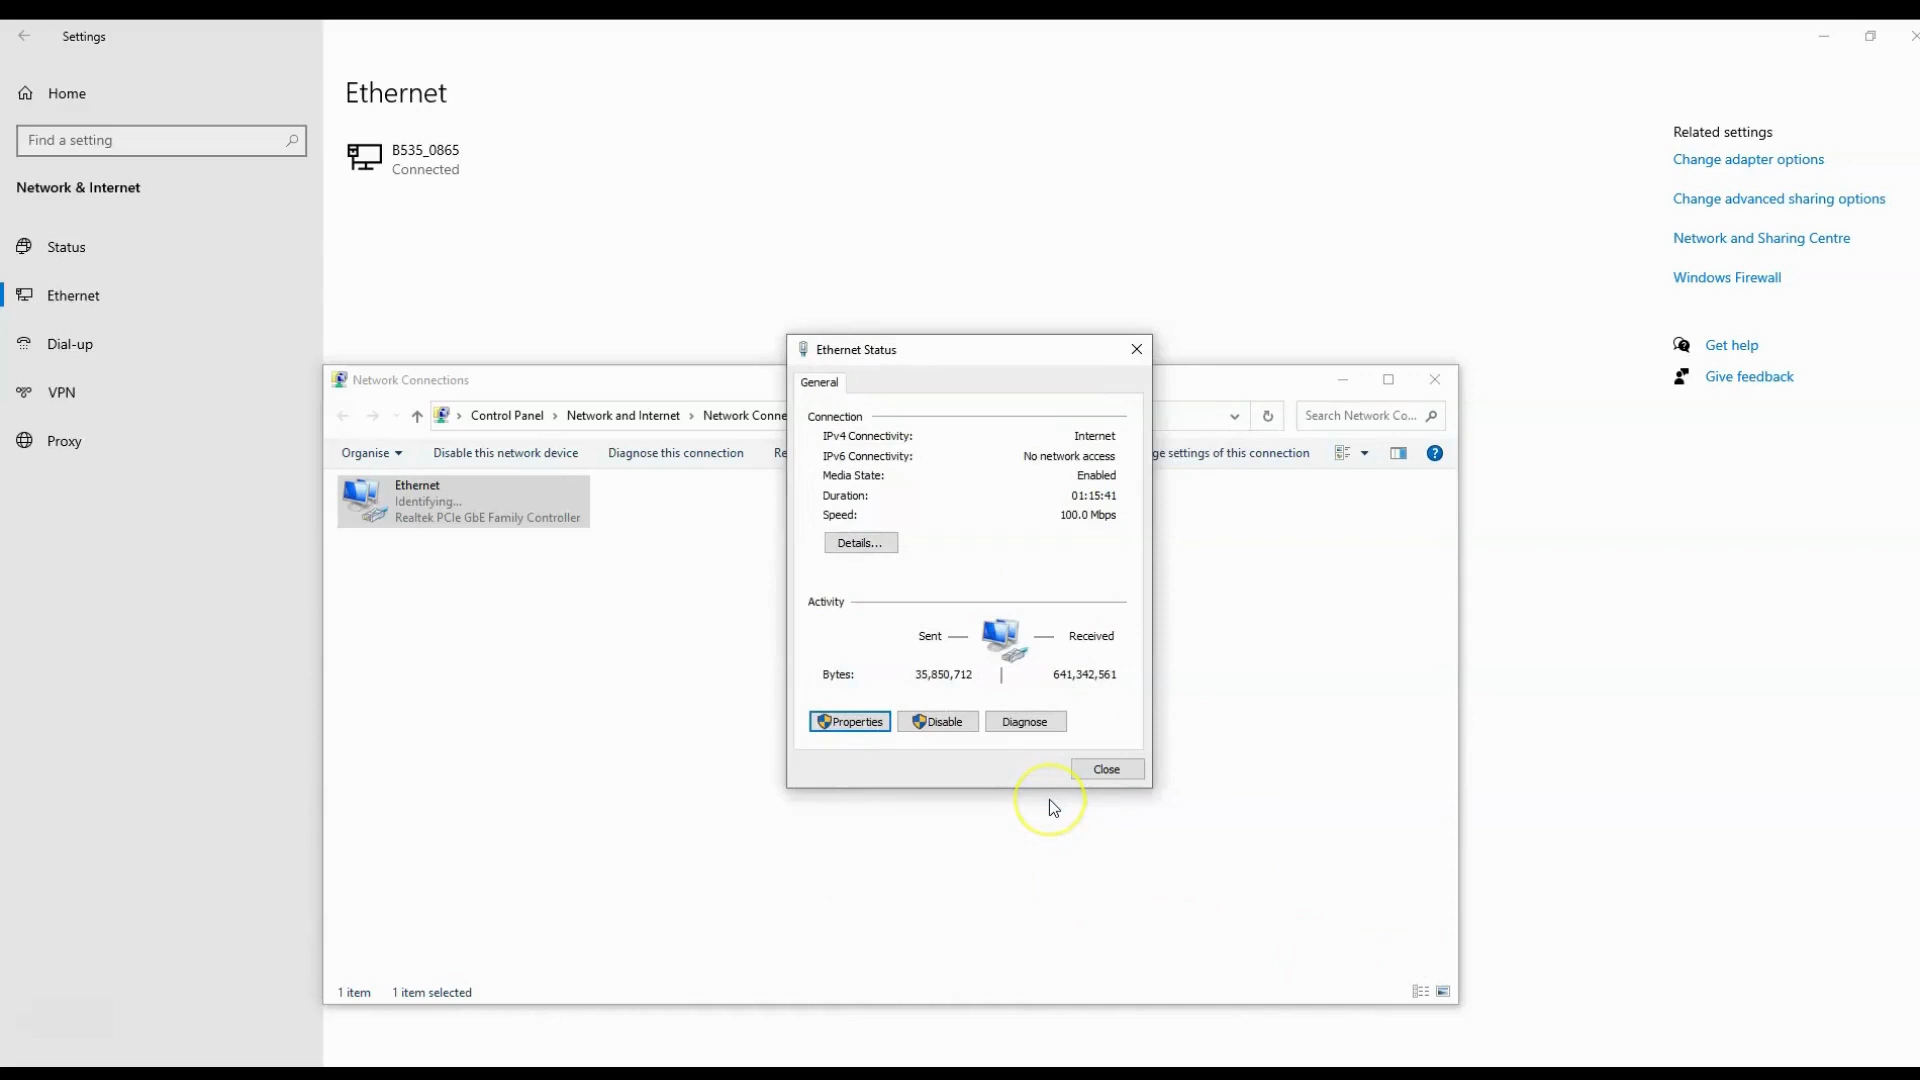 Settings
Home
Find a setting
Network & Internet
Status
Ethernet
Dial-up
VPN
Proxy
Ethernet
B535_0865
Connected
Related settings
Change adapter options
Change advanced sharing options
Network and Sharing Centre
Windows Firewall
Get help
Give feedback
Network Connections
Control Panel > Network and Internet > Network Conne
Search Network Co...
Organise
Disable this network device
Diagnose this connection
Re
ge settings of this connection
Ethernet
Identifying...
Realtek PCIe GbE Family Controller
1 item
1 item selected
Ethernet Status
General
Connection
IPv4 Connectivity: Internet
IPv6 Connectivity: No network access
Media State: Enabled
Duration: 01:15:41
Speed: 100.0 Mbps
Details...
Activity
Sent — — Received
Bytes: 35,850,712 | 641,342,561
Properties
Disable
Diagnose
Close